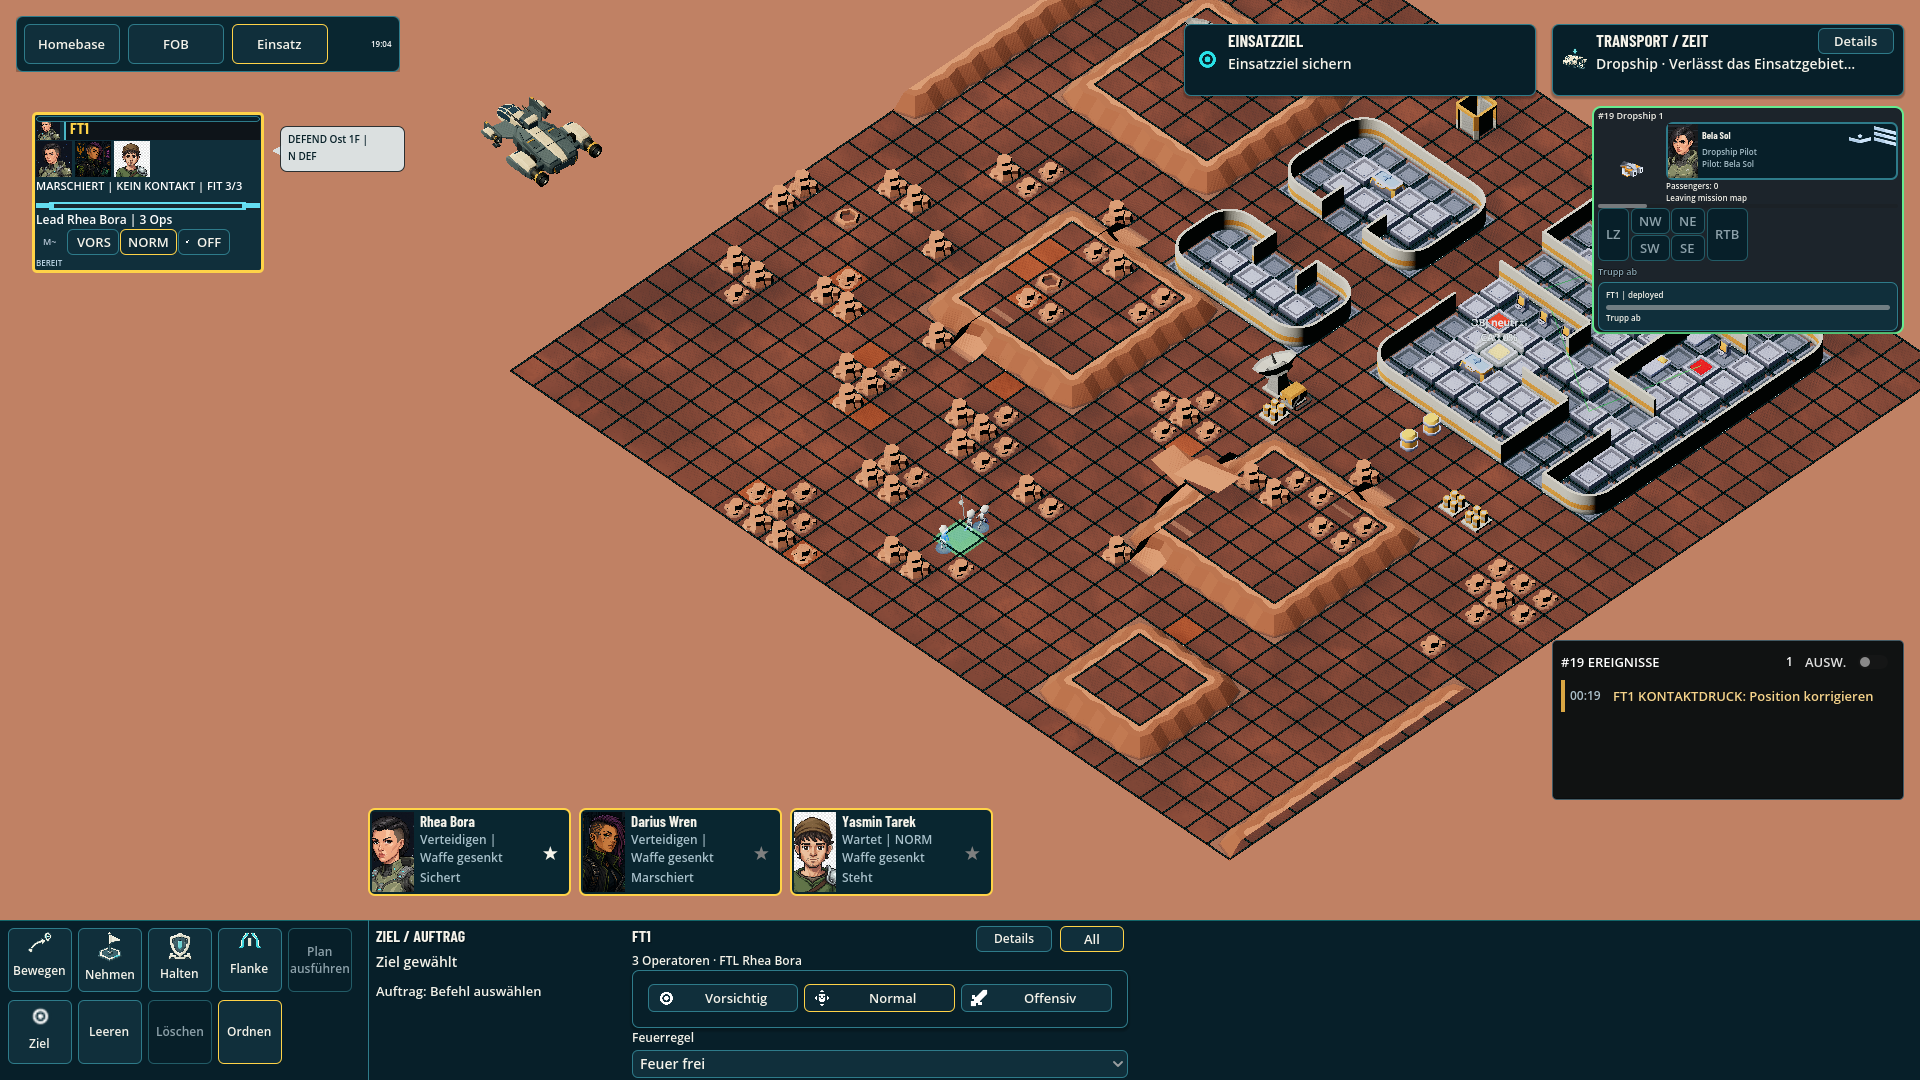 Homebase
FOB
Einsatz
19:04
EINSATZZIEL
Einsatzziel sichern
TRANSPORT / ZEIT
Details
Dropship · Verlässt das Einsatzgebiet...
FT1
MARSCHIERT | KEIN KONTAKT | FIT 3/3
Lead Rhea Bora | 3 Ops
M~
VORS
NORM
OFF
BEREIT
DEFEND Ost 1F |
N DEF
#19 Dropship 1
Bela Sol
Dropship Pilot
Pilot: Bela Sol
Passengers: 0
Leaving mission map
LZ
NW
NE
SW
SE
RTB
Trupp ab
FT1 | deployed
Trupp ab
#19 EREIGNISSE
1
AUSW.
00:19
FT1 KONTAKTDRUCK: Position korrigieren
Rhea Bora
Verteidigen |
Waffe gesenkt
Sichert
Darius Wren
Verteidigen |
Waffe gesenkt
Marschiert
Yasmin Tarek
Wartet | NORM
Waffe gesenkt
Steht
Bewegen
Nehmen
Halten
Flanke
Plan
ausführen
Ziel
Leeren
Löschen
Ordnen
ZIEL / AUFTRAG
Ziel gewählt
Auftrag: Befehl auswählen
FT1
Details
All
3 Operatoren · FTL Rhea Bora
Vorsichtig
Normal
Offensiv
Feuerregel
Feuer frei